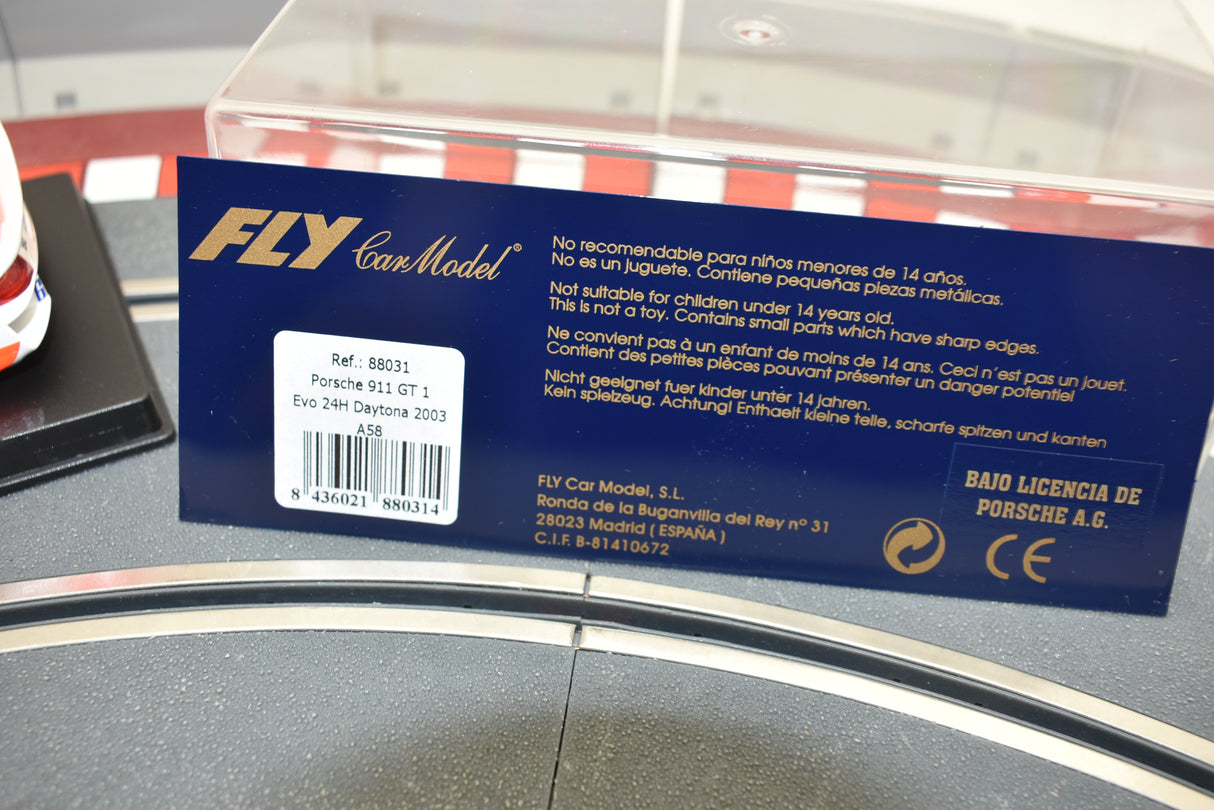 FLY Car Model®
No recomendable para niños menores de 14 años.
No es un juguete. Contiene pequeñas piezas metálicas.
Not suitable for children under 14 years old.
This is not a toy. Contains small parts which have sharp edges.
Ne convient pas à un enfant de moins de 14 ans. Ceci n´est pas un jouet.
Contient des petites pièces pouvant présenter un danger potentiel
Nicht geeignet fuer kinder unter 14 jahren.
Kein spielzeug. Achtung! Enthaelt kleine teile, scharfe spitzen und kanten
Ref.: 88031
Porsche 911 GT 1
Evo 24H Daytona 2003
A58
8 436021 880314
FLY Car Model, S.L.
Ronda de la Buganvilla del Rey nº 31
28023 Madrid ( ESPAÑA )
C.I.F. B-81410672
BAJO LICENCIA DE
PORSCHE A.G.
CE